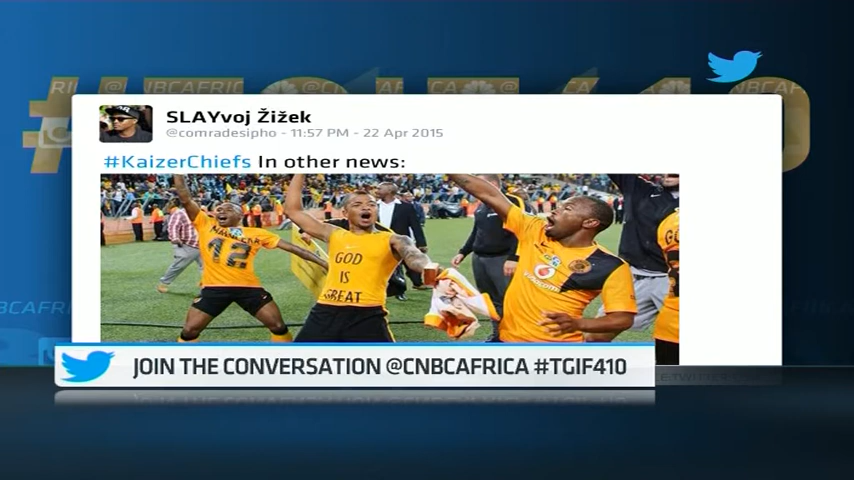 SLAYvoj Žižek
@comradesipho - 11:57 PM - 22 Apr 2015
#KaizerChiefs In other news:
12
GOD
IS
GREAT
vodacom
JOIN THE CONVERSATION @CNBCAFRICA #TGIF410